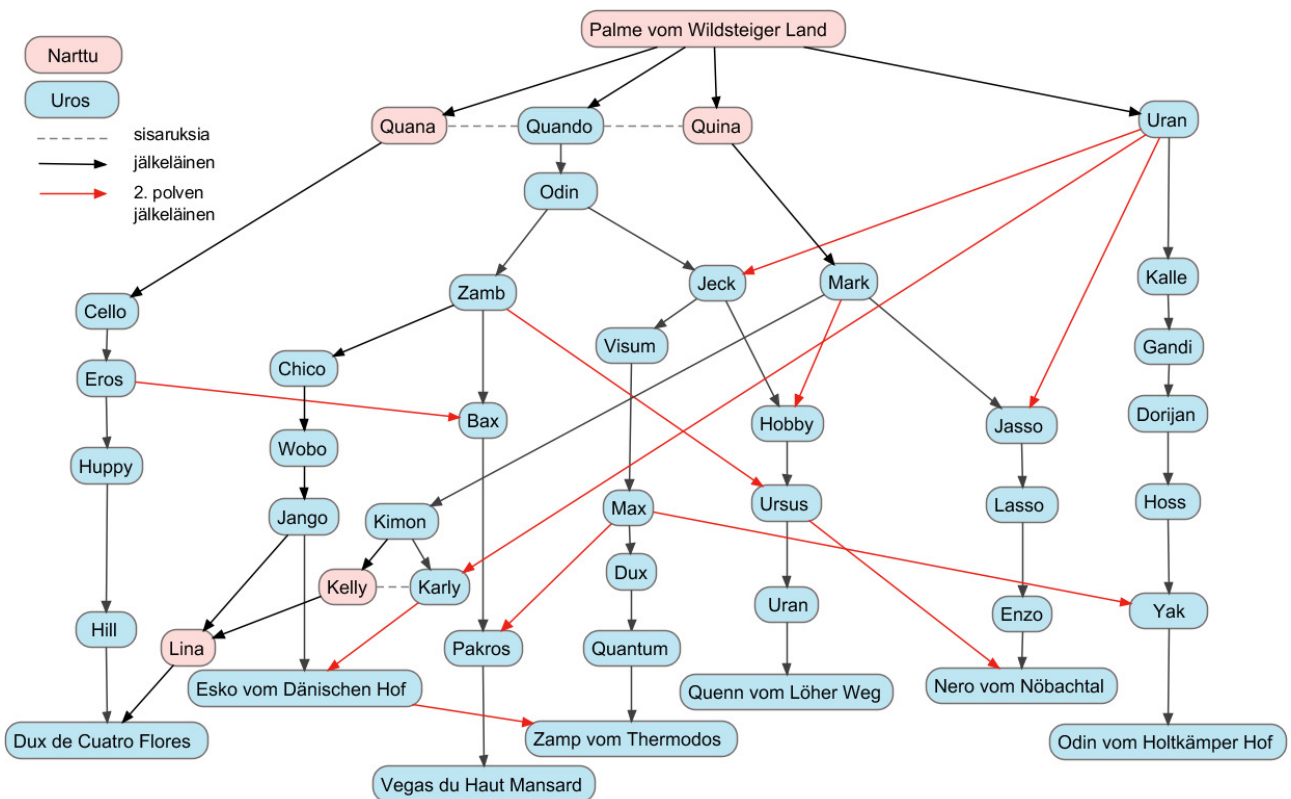 Palme vom Wildsteiger Land
Narttu
Uros
sisaruksia
jälkeläinen
2. polven
jälkeläinen
Quana
Quando
Quina
Uran
Odin
Zamb
Jeck
Mark
Kalle
Cello
Visum
Gandi
Chico
Eros
Bax
Hobby
Jasso
Dorijan
Wobo
Huppy
Jango
Kimon
Max
Ursus
Lasso
Hoss
Kelly
Karly
Dux
Uran
Enzo
Yak
Hill
Lina
Pakros
Quantum
Esko vom Dänischen Hof
Quenn vom Löher Weg
Nero vom Nöbachtal
Dux de Cuatro Flores
Zamp vom Thermodos
Odin vom Holtkämper Hof
Vegas du Haut Mansard